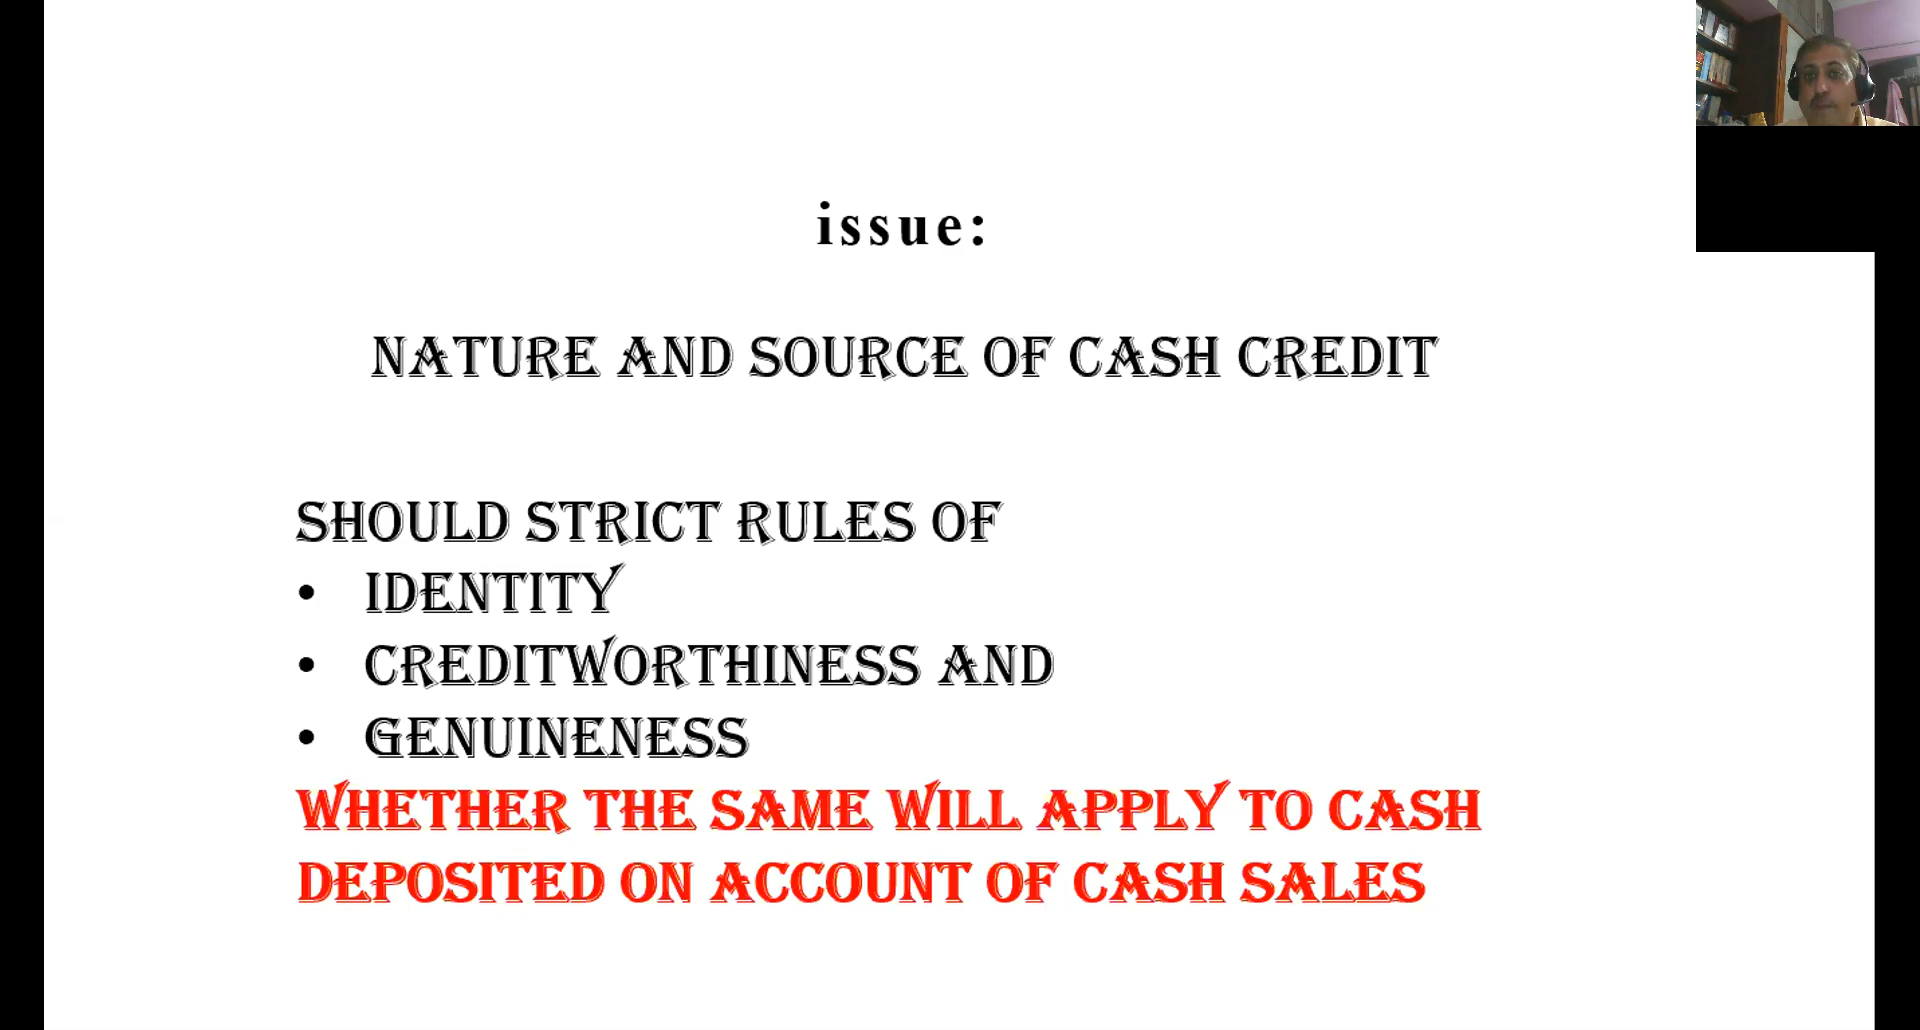 issue:
NATURE AND SOURCE OF CASH CREDIT
SHOULD STRICT RULES OF
• IDENTITY
• CREDITWORTHINESS AND
• GENUINENESS
WHETHER THE SAME WILL APPLY TO CASH
DEPOSITED ON ACCOUNT OF CASH SALES